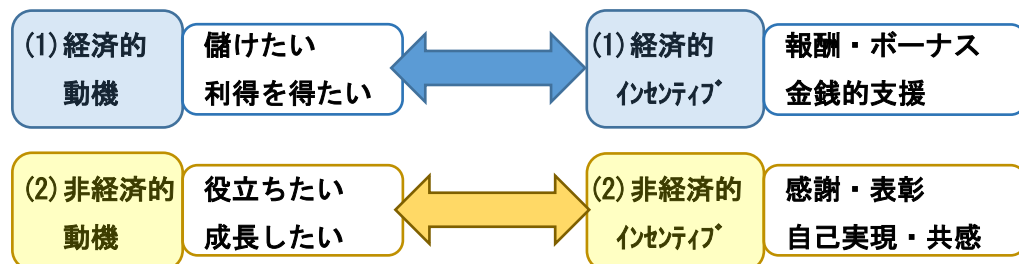 (1)経済的
動機
儲けたい
利得を得たい
(1)経済的
ｲﾝｾﾝﾃｨﾌﾞ
報酬・ボーナス
金銭的支援
(2)非経済的
動機
役立ちたい
成長したい
(2)非経済的
ｲﾝｾﾝﾃｨﾌﾞ
感謝・表彰
自己実現・共感